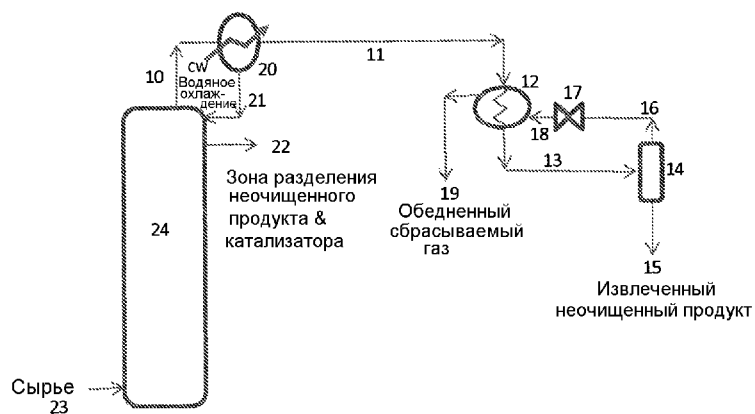 10
CW
Водяное
охлаж-
дение
20
21
11
12
17
16
18
13
14
22
19
Зона разделения
неочищенного
продукта &
катализатора
Обедненный
сбрасываемый
газ
15
Извлеченный
неочищенный продукт
24
Сырье
23